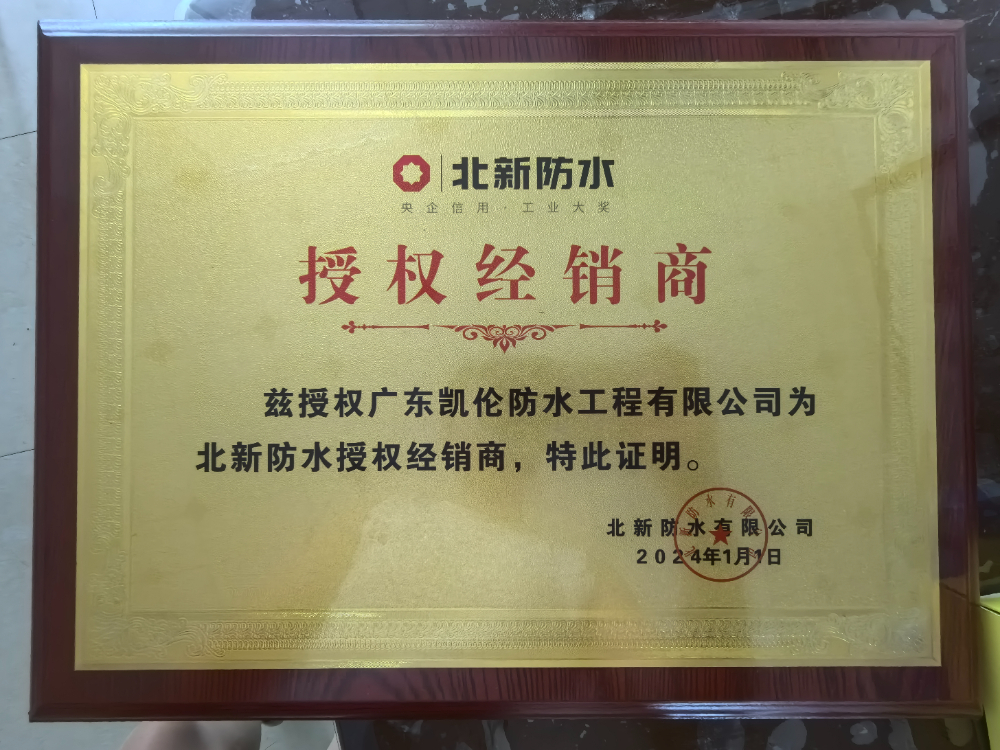 北新防水
央企信用·工业大奖
授权经销商
兹授权广东凯伦防水工程有限公司为
北新防水授权经销商，特此证明。
北新防水有限公司
2024年1月1日